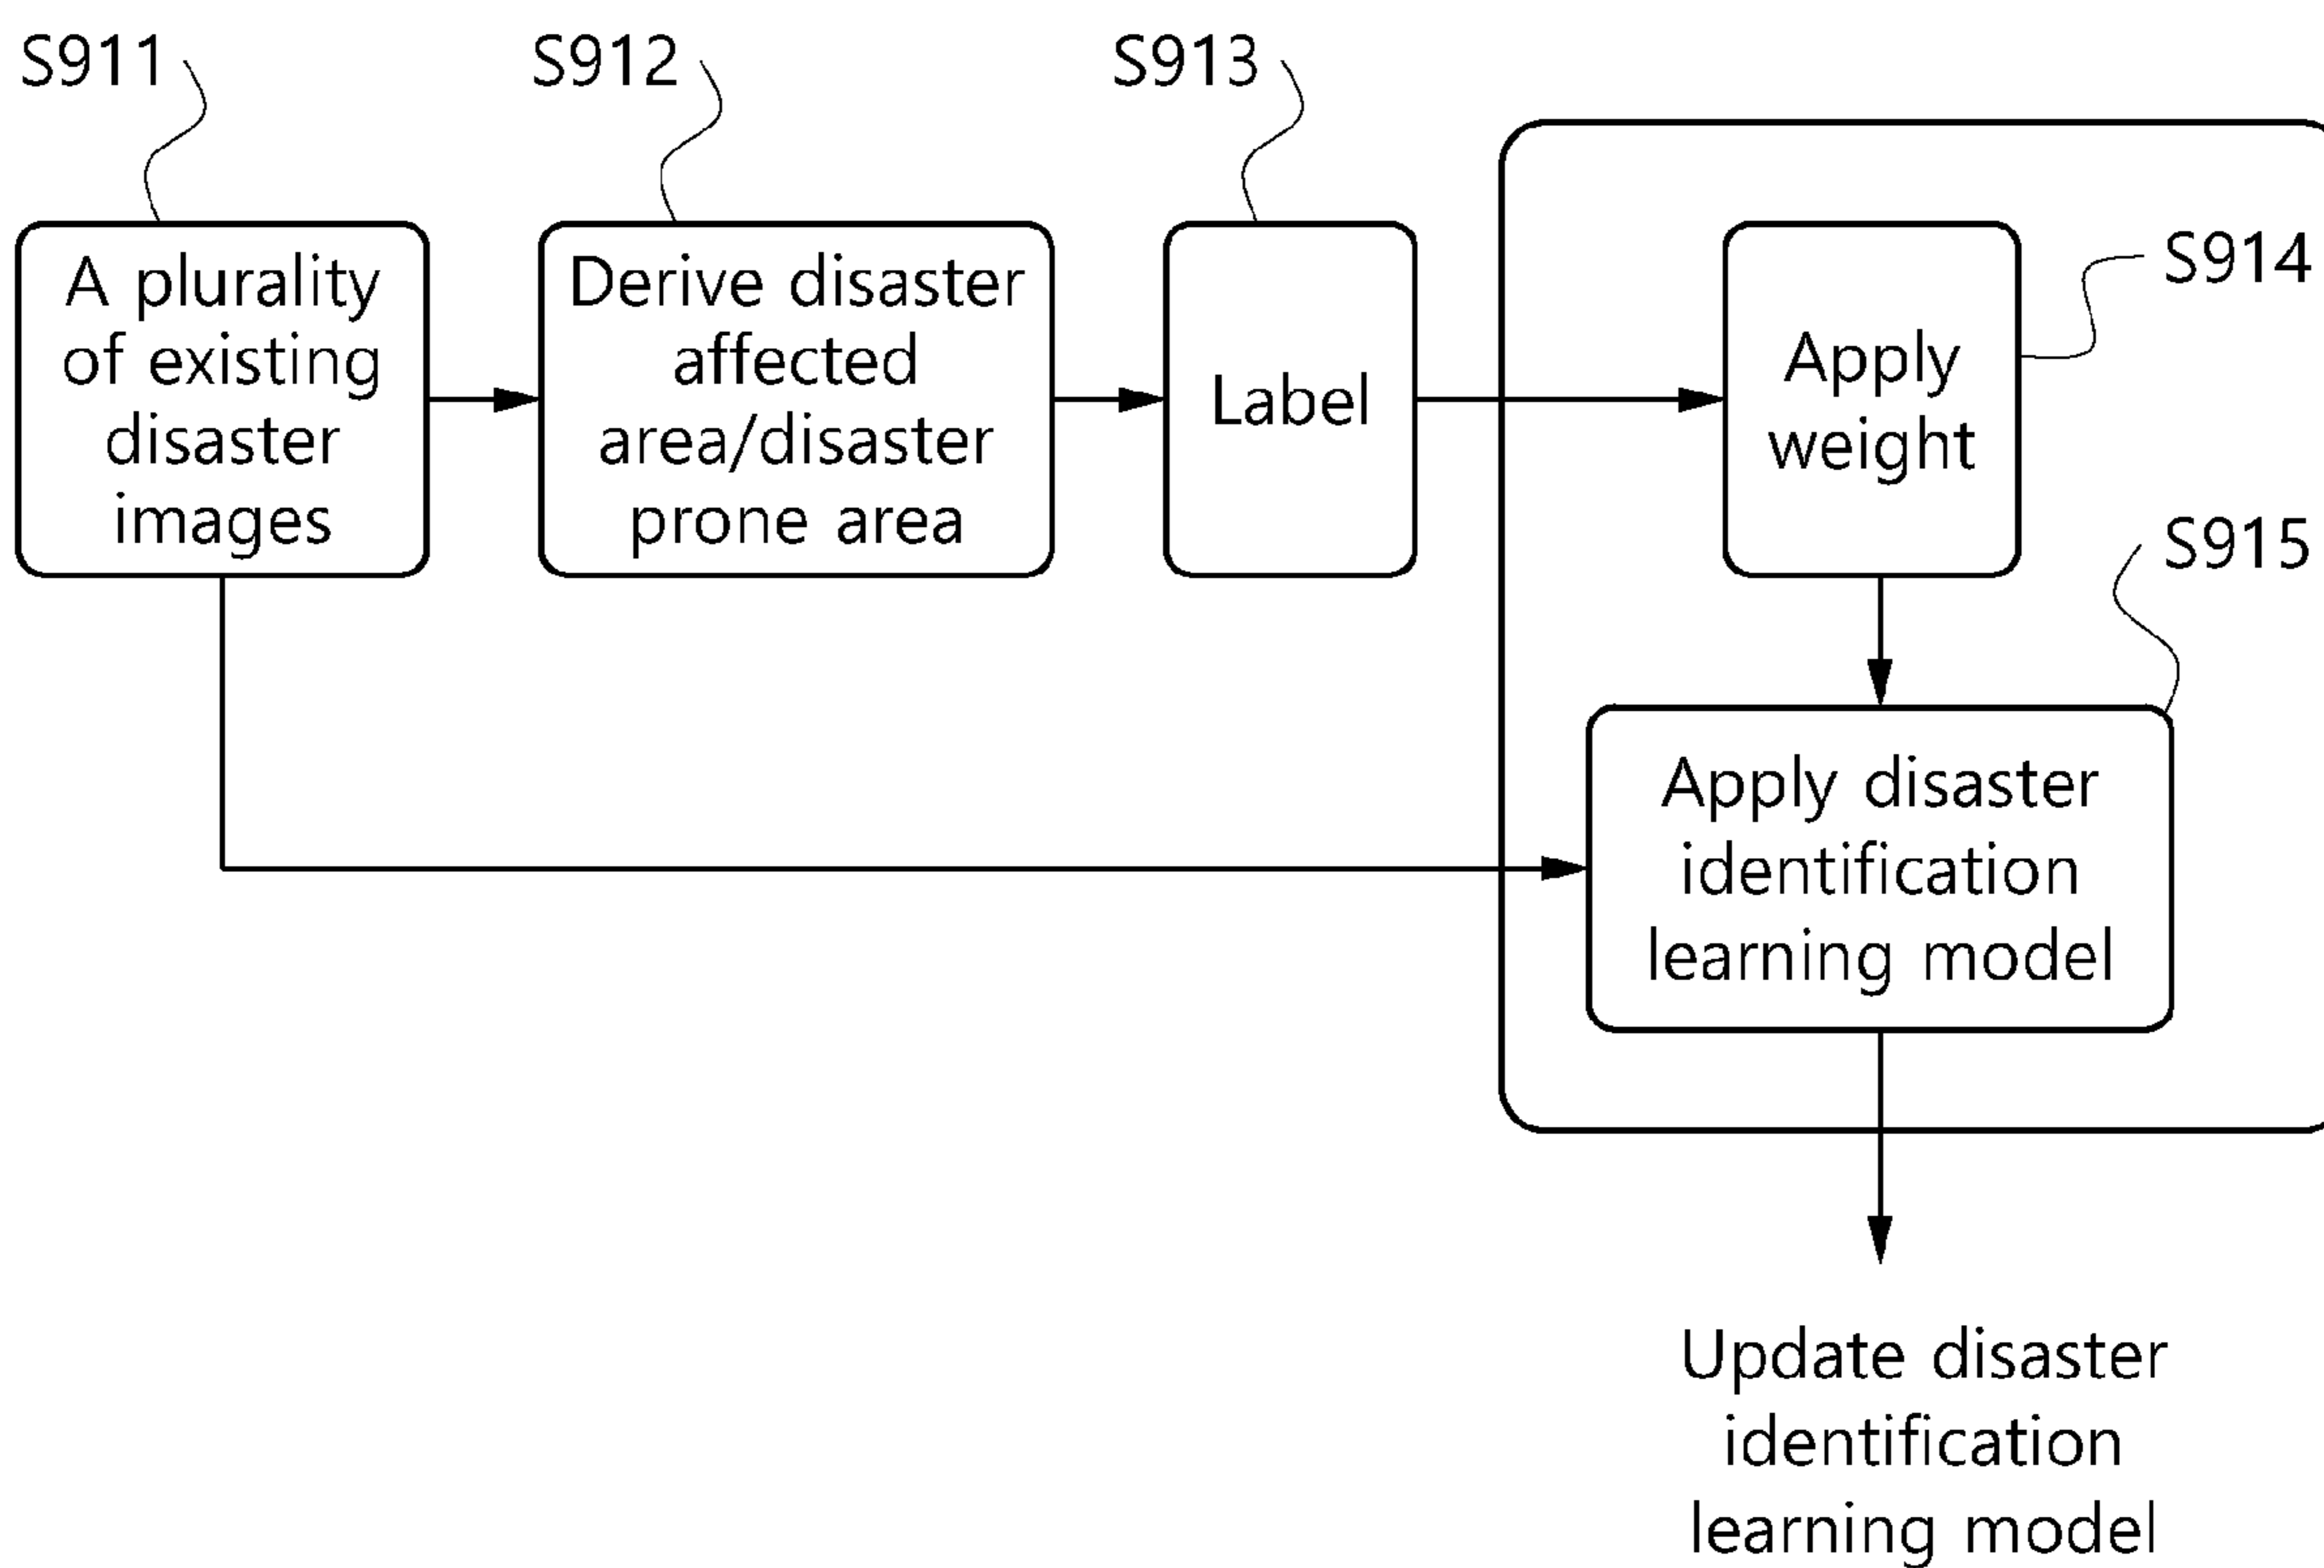 S911
S912
S913
A plurality
of existing
disaster
images
Derive disaster
affected
area/disaster
prone area
Label
Apply
weight
S914
S915
Apply disaster
identification
learning model
Update disaster
identification
learning model